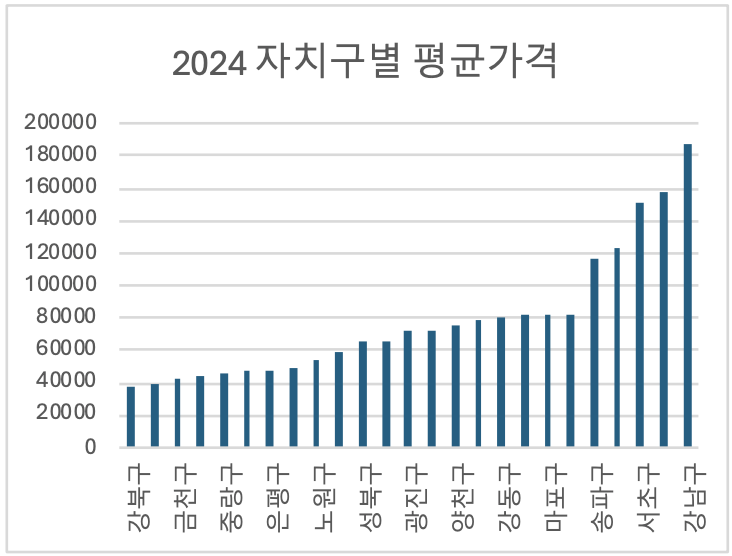 2024 자치구별 평균가격
200000
180000
160000
140000
120000
100000
80000
60000
40000
20000
0
강북구
금천구
중랑구
은평구
노원구
성북구
광진구
양천구
강동구
마포구
송파구
서초구
강남구